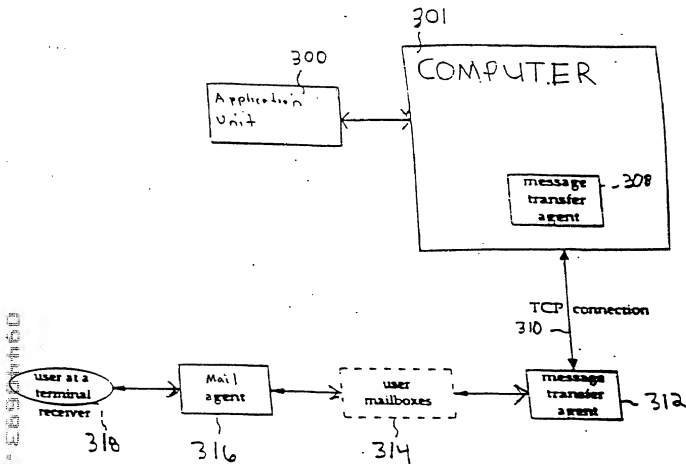 301
300
COMPUTER
Application
Unit
message
transfer
agent
308
TCP connection
310
user at a
terminal
receiver
Mail
agent
user
mailboxes
message
transfer
agent
312
318
316
314